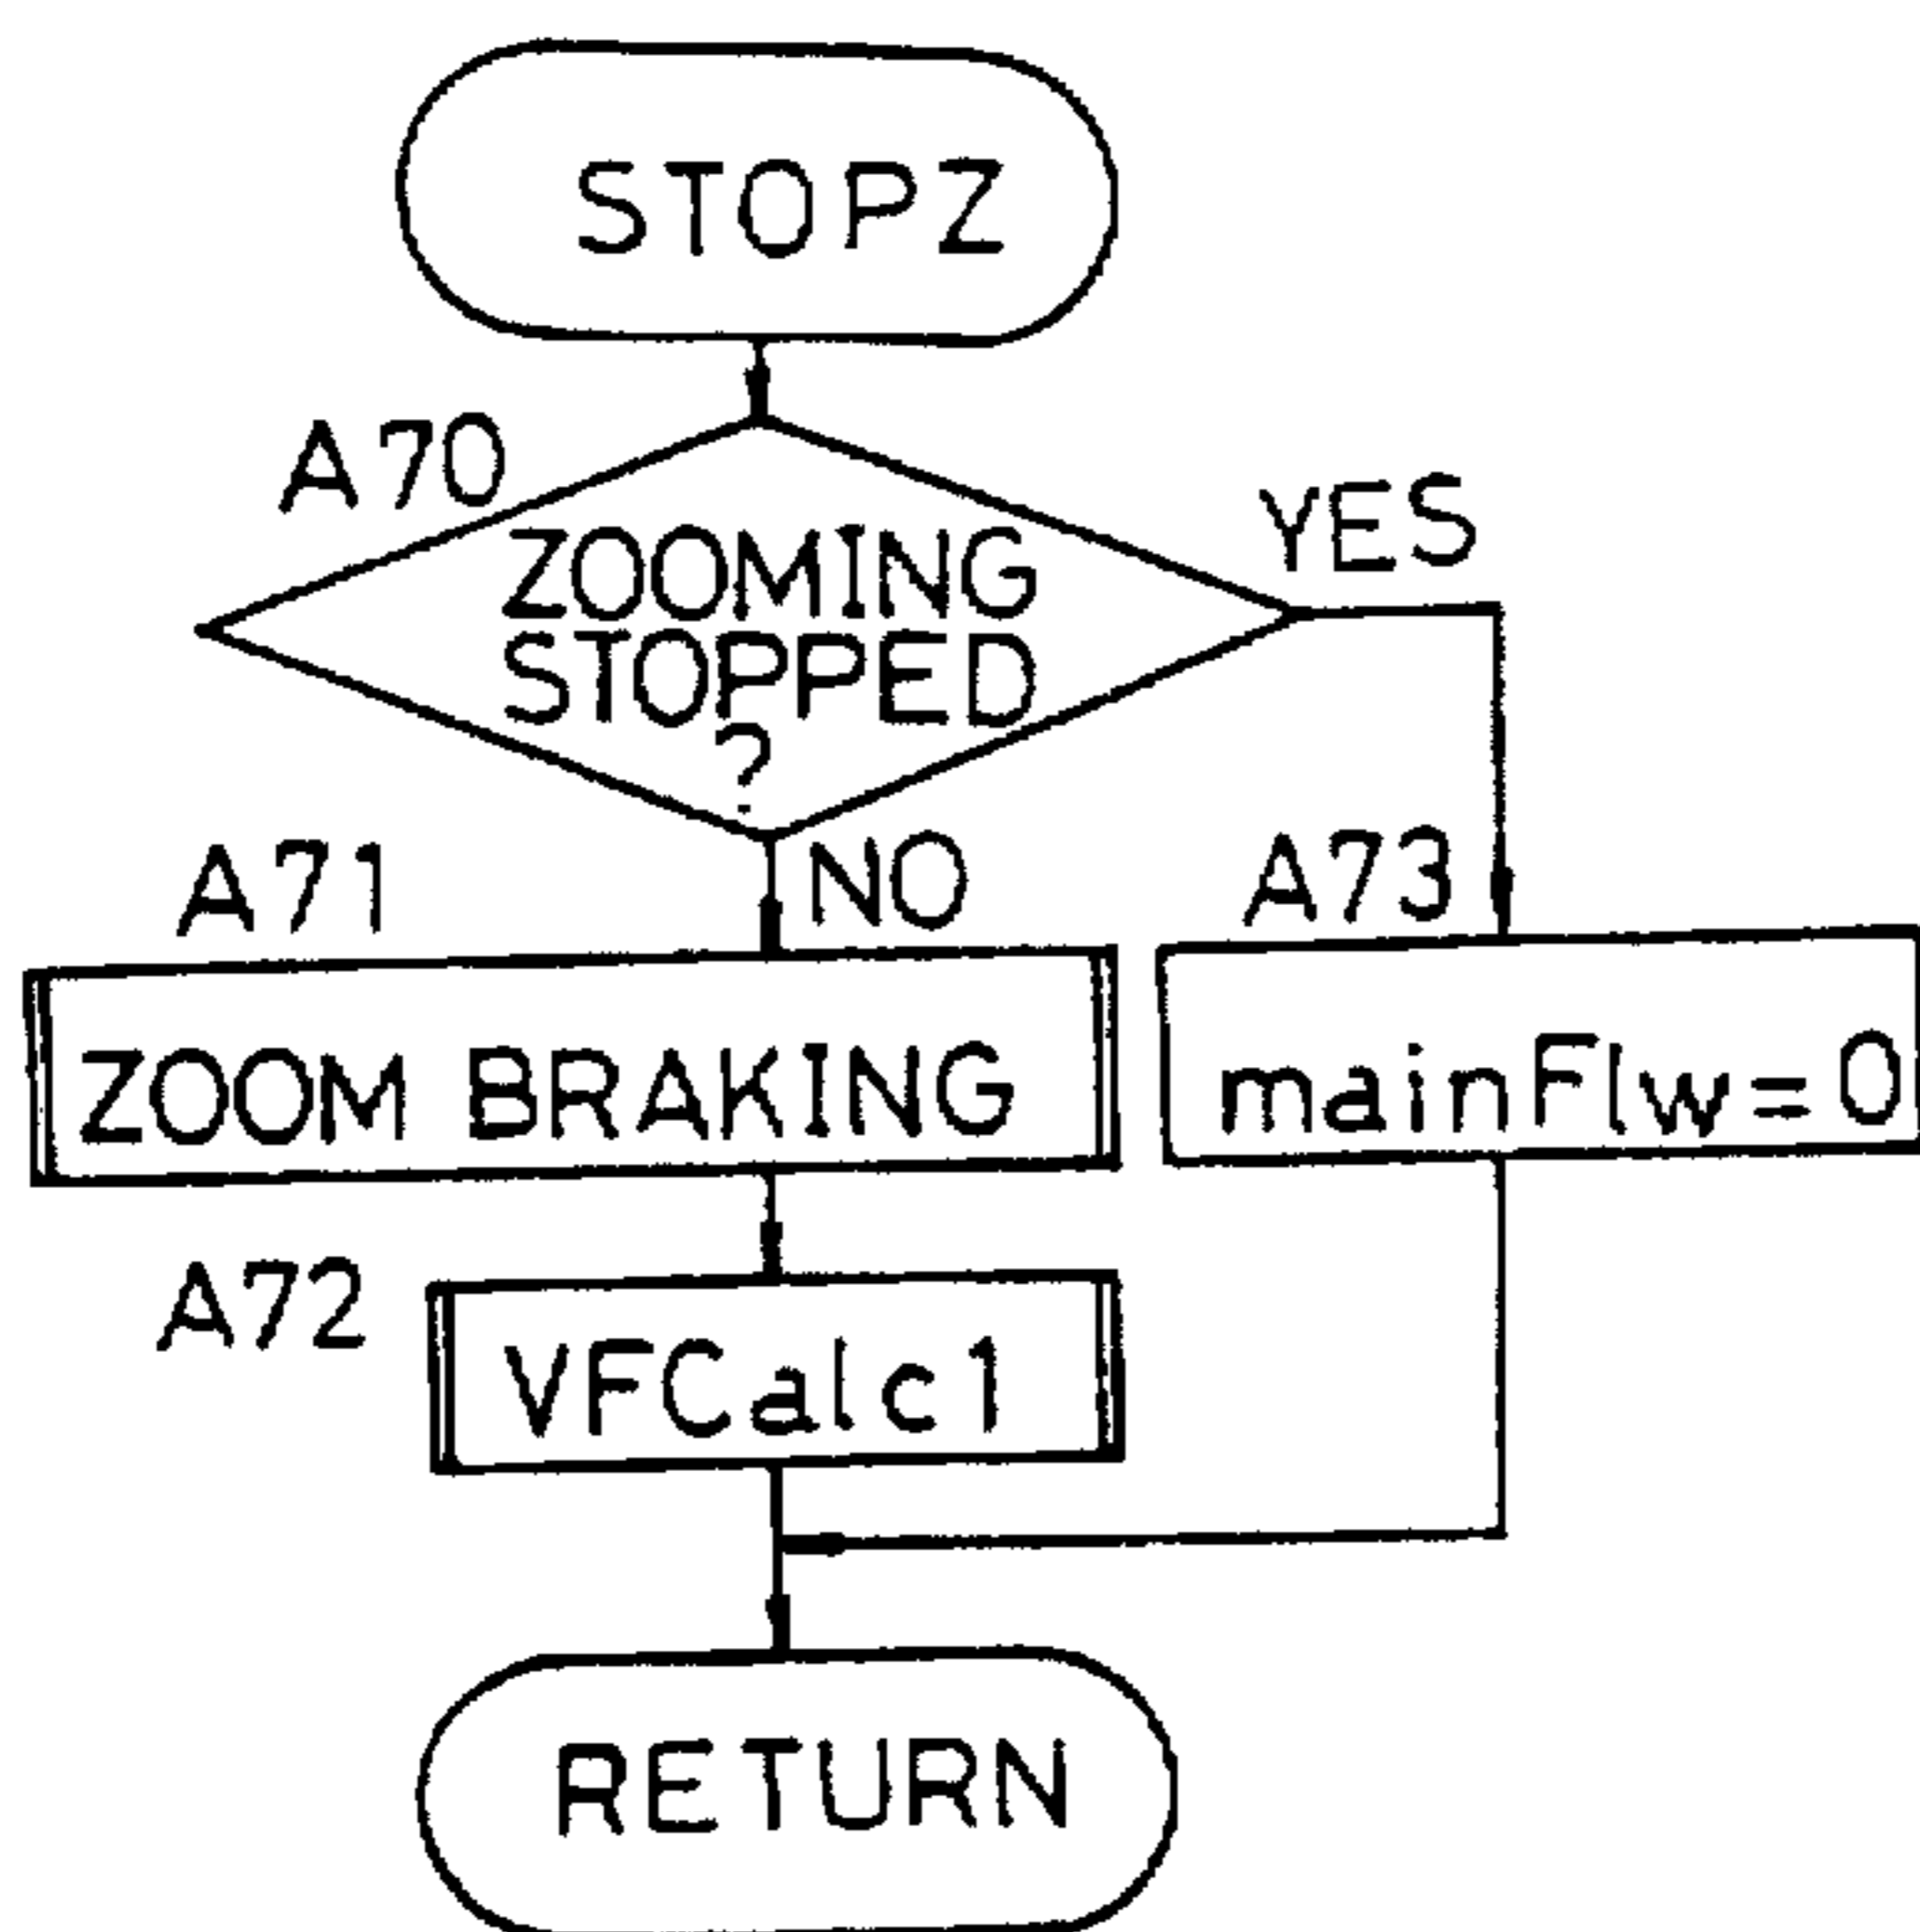 STOPZ
A70
ZOOMING
STOPPED
?
YES
A71
NO
A73
ZOOM BRAKING
mainFlw=0
A72
VFCalc1
RETURN